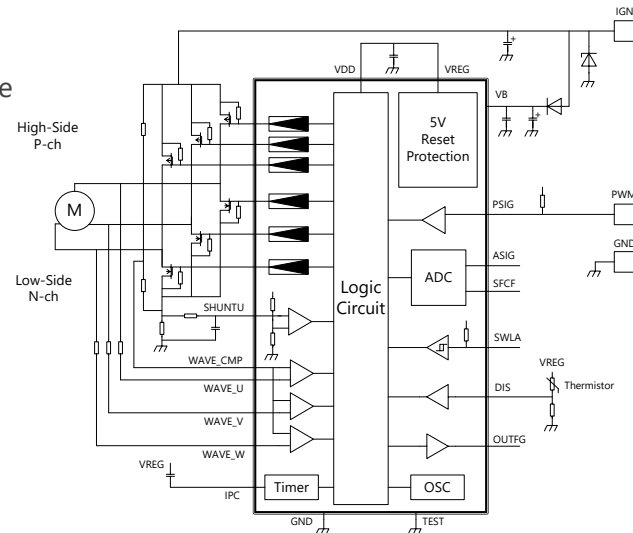 IGN
VDD
VREG
e
VB
High-Side
P-ch
5V
Reset
Protection
PWM
PSIG
M
GND
ASIG
ADC
Low-Side
N-ch
Logic
Circuit
SFCF
SHUNTU
SWLA
WAVE_CMP
VREG
WAVE_U
DIS
Thermistor
WAVE_V
OUTFG
WAVE_W
VREG
Timer
OSC
IPC
GND
TEST